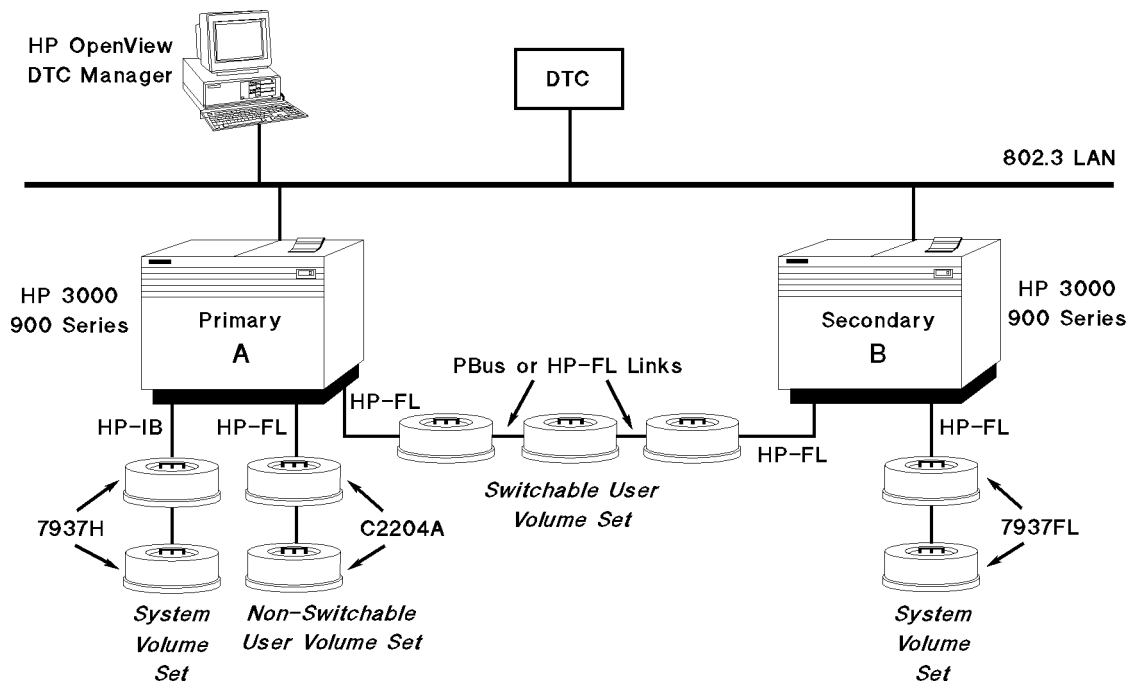 HP OpenView
DTC Manager
DTC
802.3 LAN
HP 3000
900 Series
Primary
A
Secondary
B
HP 3000
900 Series
PBus or HP-FL Links
HP-FL
HP-IB
HP-FL
HP-FL
HP-FL
Switchable User
Volume Set
7937H
C2204A
7937FL
System
Volume
Set
Non-Switchable
User Volume Set
System
Volume
Set